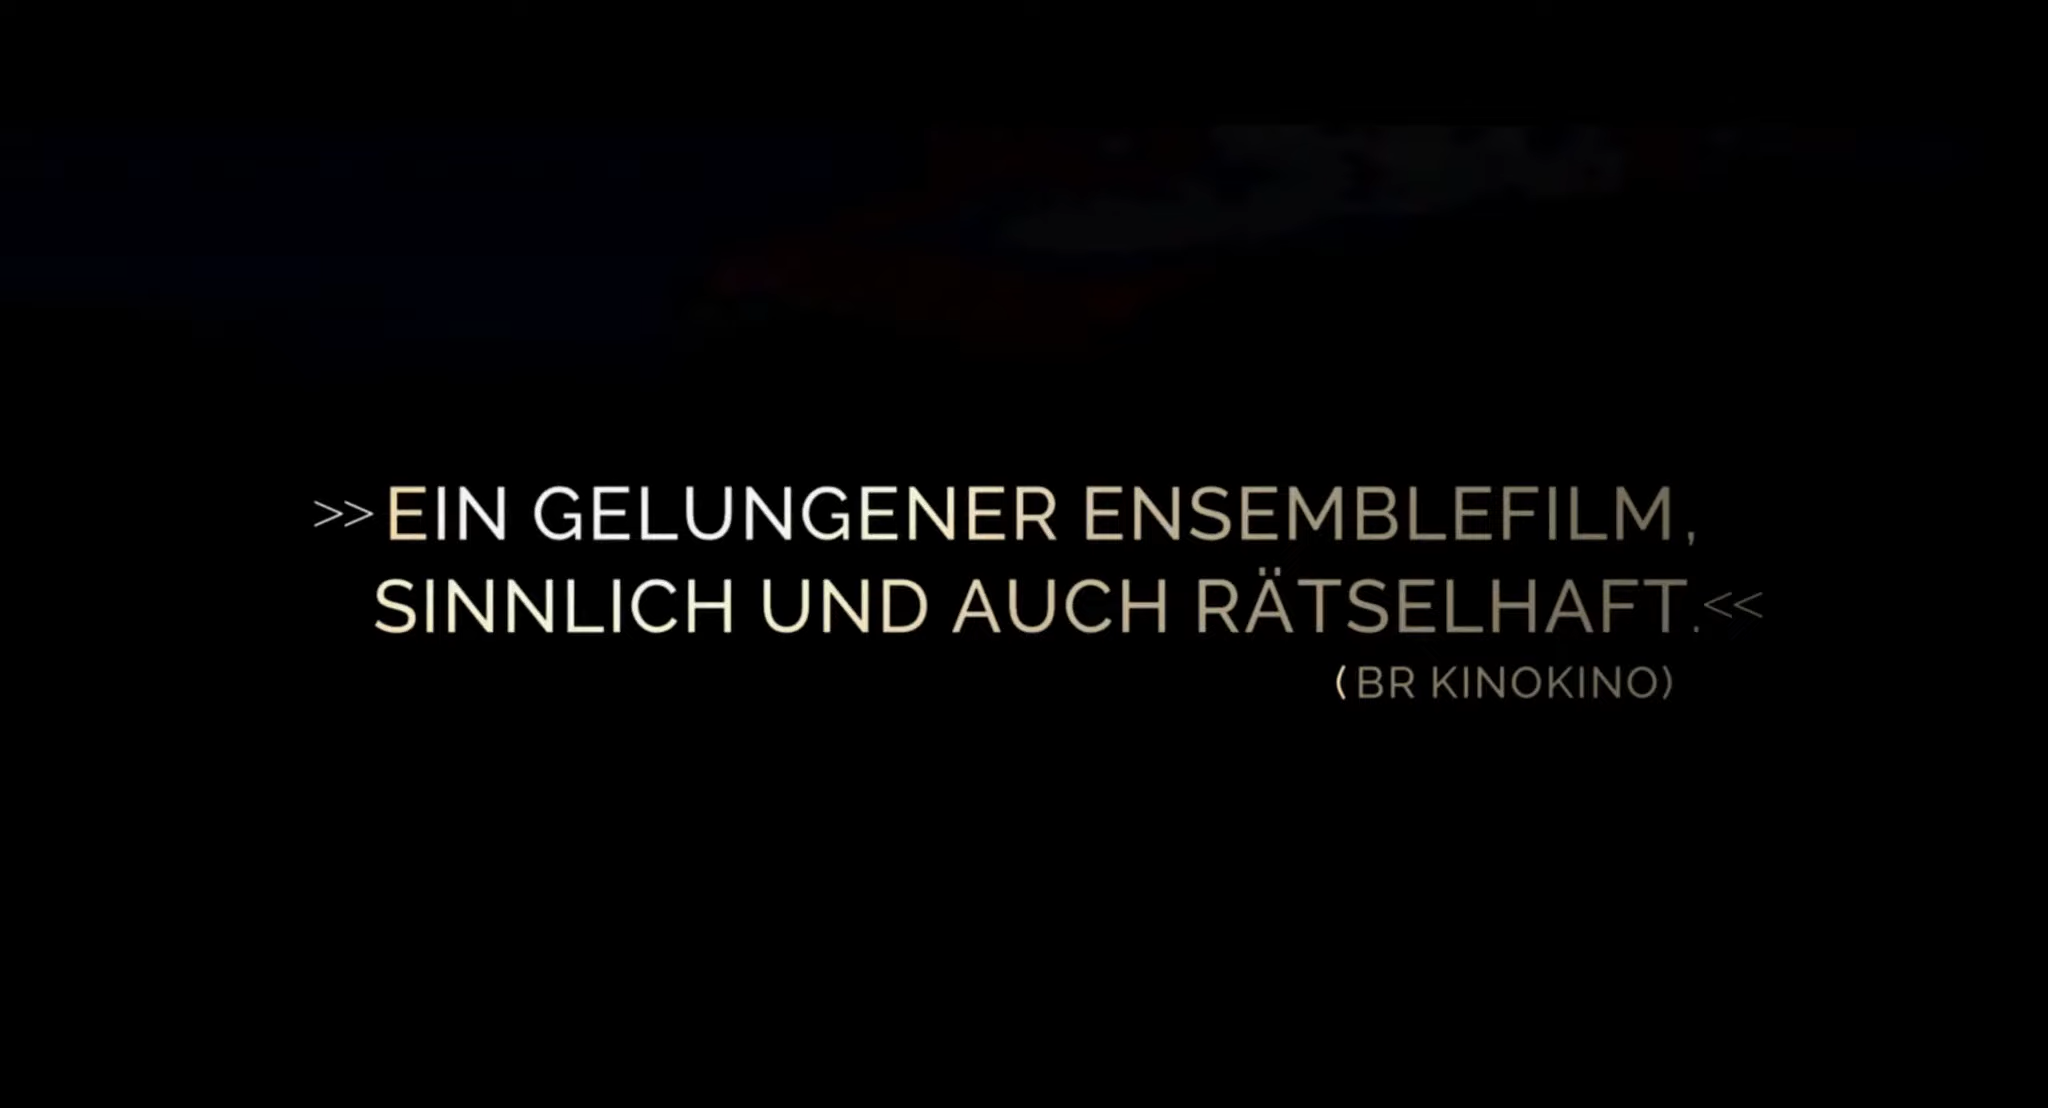 >>EIN GELUNGENER ENSEMBLEFILM,
SINNLICH UND AUCH RÄTSELHAFT.<<
(BR KINOKINO)